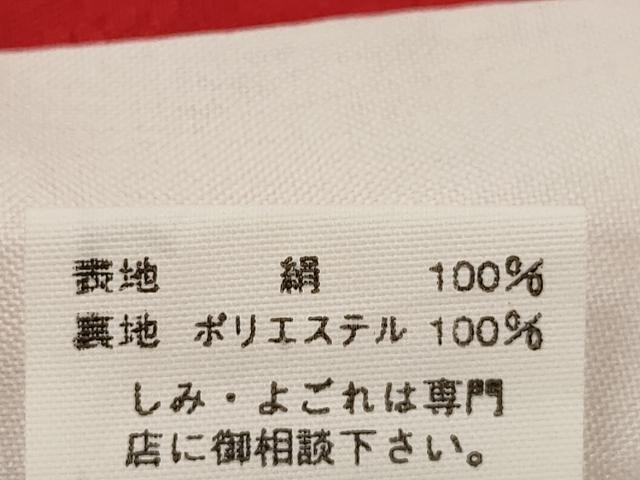 表地 絹 100%
裏地 ポリエステル 100%
しみ・よごれは専門
店に御相談下さい。